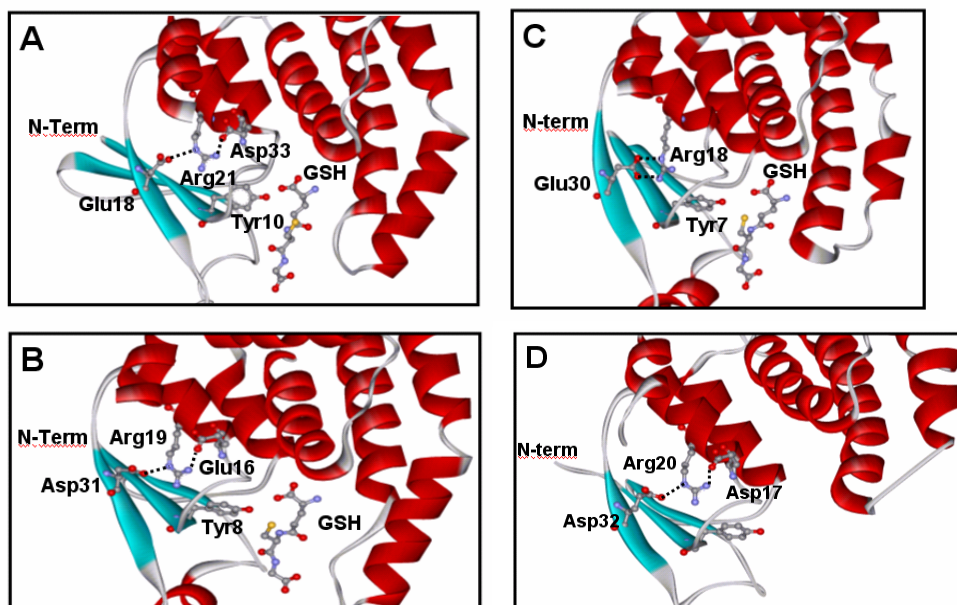 A
N-Term
Asp33
GSH
Arg21
Glu18
Tyr10
B
N-Term
Arg19
Glu16
Asp31
Tyr8
GSH
C
N-term
Arg18
GSH
Glu30
Tyr7
D
N-term
Arg20
Asp17
Asp32